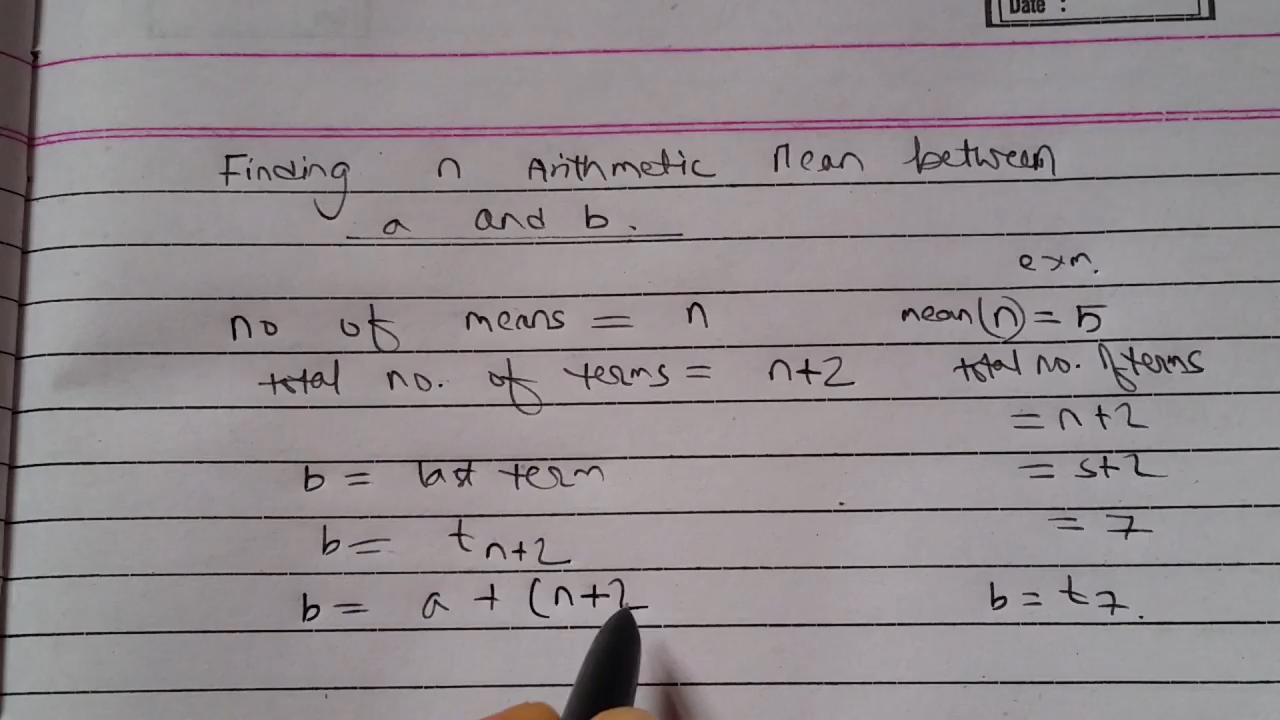 Date :
Finding n Arithmetic Mean between
a and b.
exm.
no of means = n
mean(n) = 5
total no. of terms = n+2
total no. of terms
= n+2
b = last term
= 5+2
b = t n+2
= 7
b = a + (n+2
b = t7.